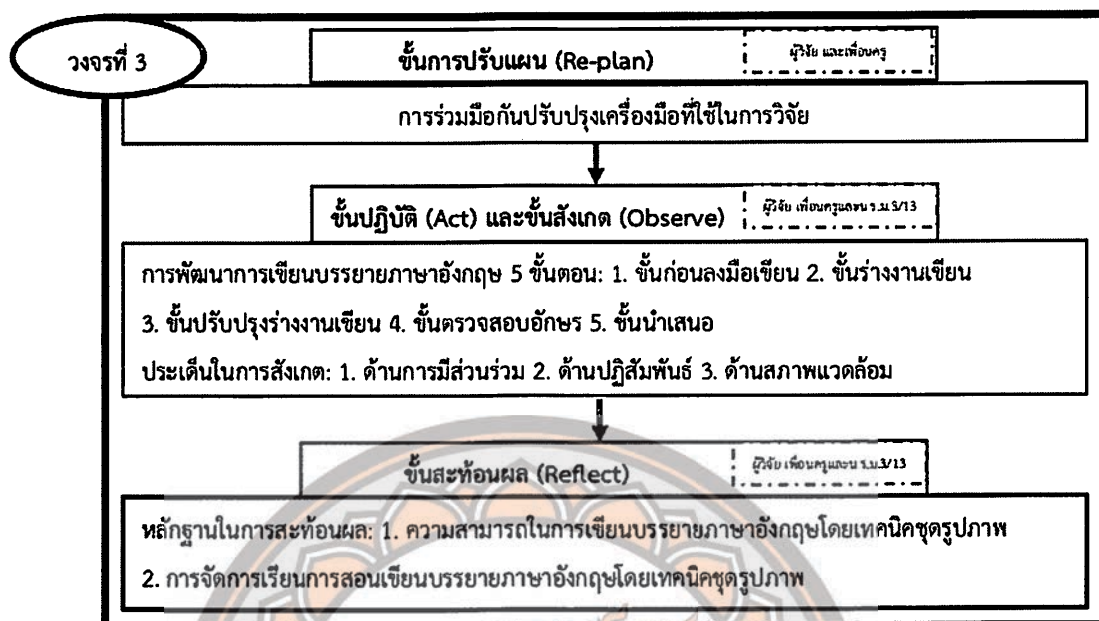 วงจรที่ 3
ขั้นการปรับแผน (Re-plan)
ผู้วิจัย และเพื่อนครู
การร่วมมือกันปรับปรุงเครื่องมือที่ใช้ในการวิจัย
ขั้นปฏิบัติ (Act) และขั้นสังเกต (Observe)
ผู้วิจัย เพื่อนครูและน ร.ม.3/13
การพัฒนาการเขียนบรรยายภาษาอังกฤษ 5 ขั้นตอน: 1. ขั้นก่อนลงมือเขียน 2. ขั้นร่างงานเขียน
3. ขั้นปรับปรุงร่างงานเขียน 4. ขั้นตรวจสอบอักษร 5. ขั้นนำเสนอ
ประเด็นในการสังเกต: 1. ด้านการมีส่วนร่วม 2. ด้านปฏิสัมพันธ์ 3. ด้านสภาพแวดล้อม
ขั้นสะท้อนผล (Reflect)
ผู้วิจัย เพื่อนครูและน ร.ม.3/13
หลักฐานในการสะท้อนผล: 1. ความสามารถในการเขียนบรรยายภาษาอังกฤษโดยเทคนิคชุดรูปภาพ
2. การจัดการเรียนการสอนเขียนบรรยายภาษาอังกฤษโดยเทคนิคชุดรูปภาพ